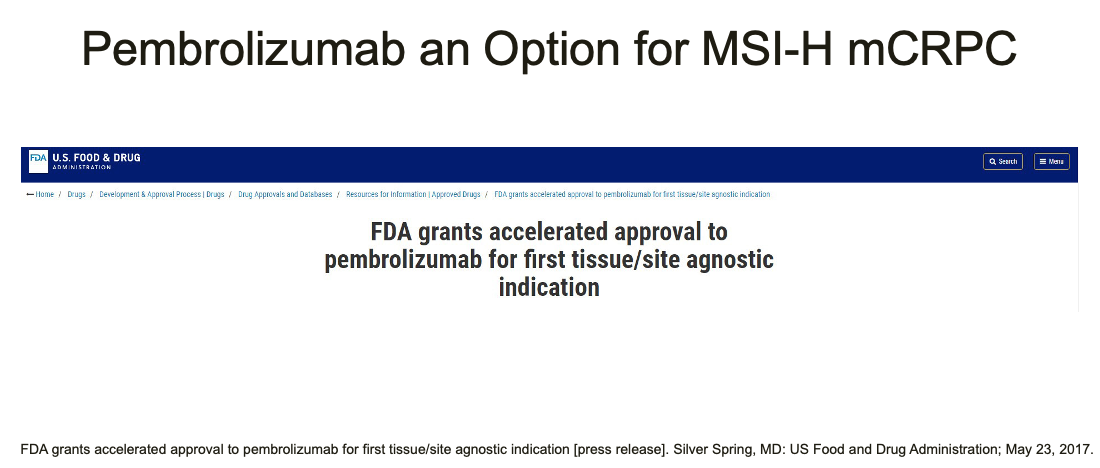 Pembrolizumab an Option for MSI-H mCRPC
FDA U.S. FOOD & DRUG
ADMINISTRATION
Search
Menu
← Home / Drugs / Development & Approval Process | Drugs / Drug Approvals and Databases / Resources for Information | Approved Drugs / FDA grants accelerated approval to pembrolizumab for first tissue/site agnostic indication
FDA grants accelerated approval to
pembrolizumab for first tissue/site agnostic
indication
FDA grants accelerated approval to pembrolizumab for first tissue/site agnostic indication [press release]. Silver Spring, MD: US Food and Drug Administration; May 23, 2017.